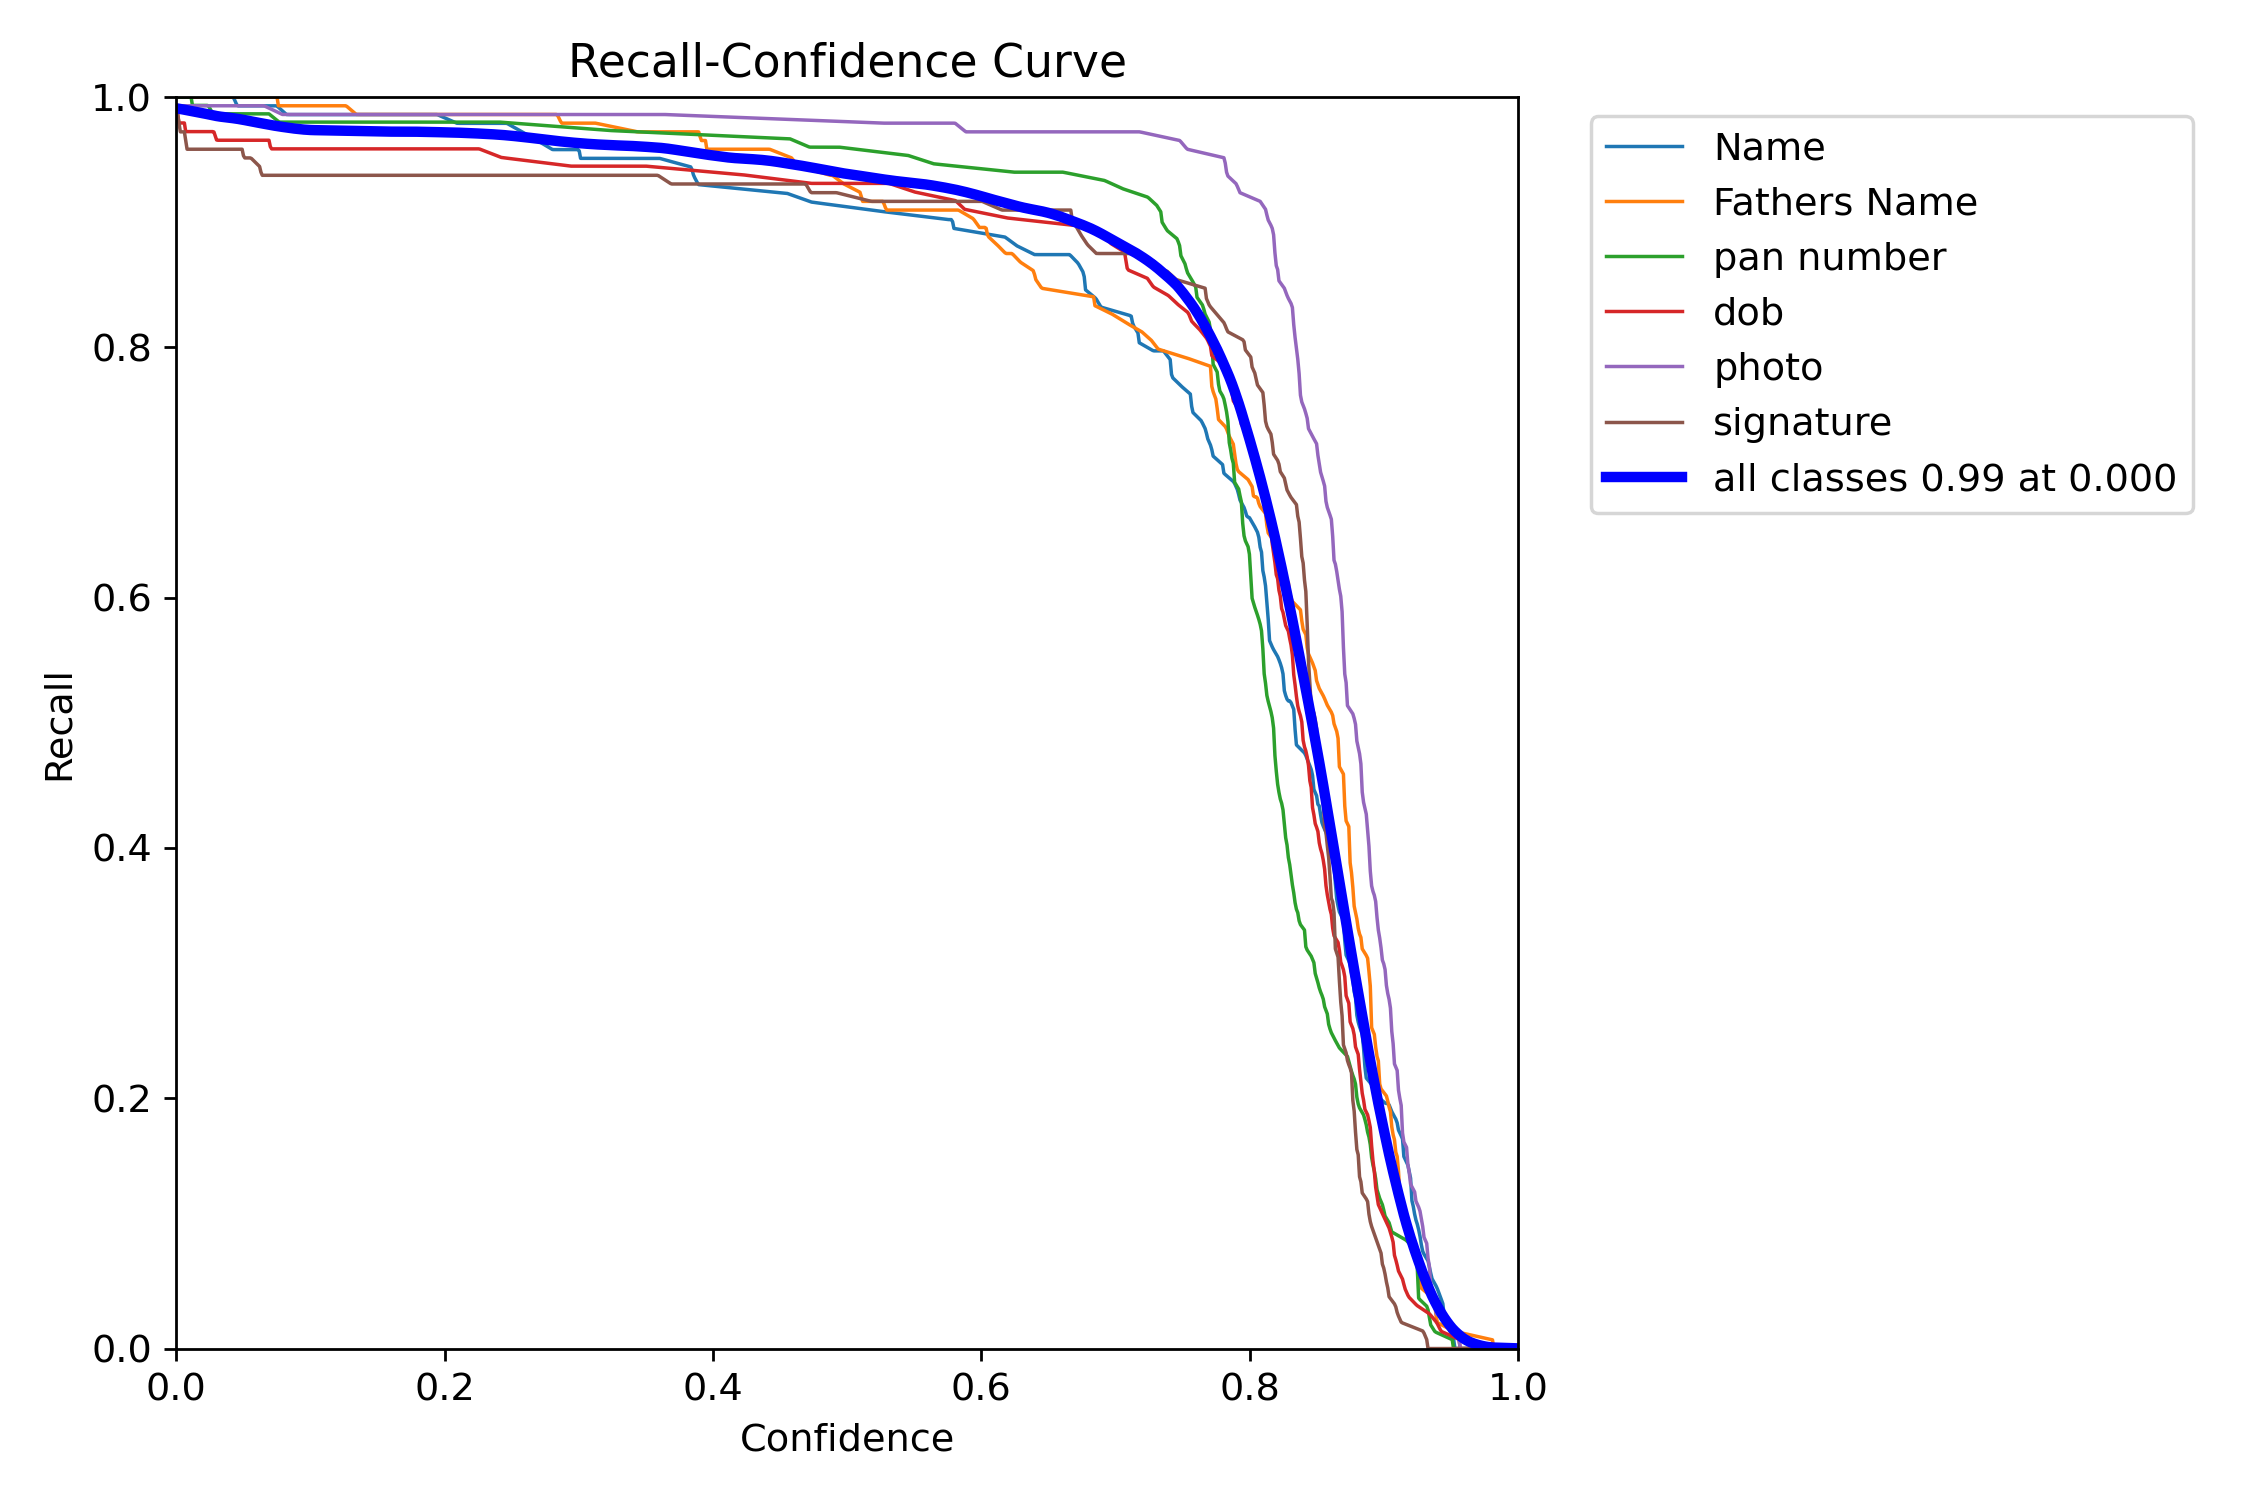 Recall-Confidence Curve
1.0
0.8
0.6
0.4
0.2
0.0
Recall
0.0 0.2 0.4 0.6 0.8 1.0
Confidence
Name
Fathers Name
pan number
dob
photo
signature
all classes 0.99 at 0.000